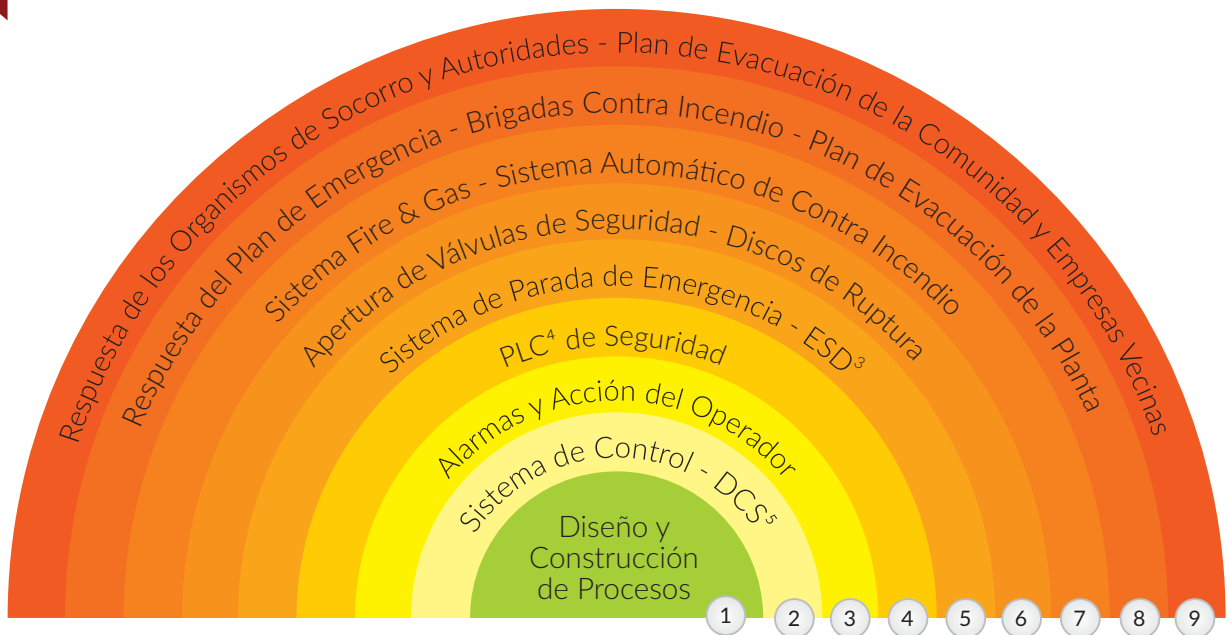 Respuesta de los Organismos de Socorro y Autoridades - Plan de Evacuación de la Comunidad y Empresas Vecinas
Respuesta del Plan de Emergencia - Brigadas Contra Incendio - Plan de Evacuación de la Planta
Sistema Fire & Gas - Sistema Automático de Contra Incendio
Apertura de Válvulas de Seguridad - Discos de Ruptura
Sistema de Parada de Emergencia - ESD³
PLC⁴ de Seguridad
Alarmas y Acción del Operador
Sistema de Control - DCS⁵
Diseño y
Construcción
de Procesos
1 2 3 4 5 6 7 8 9